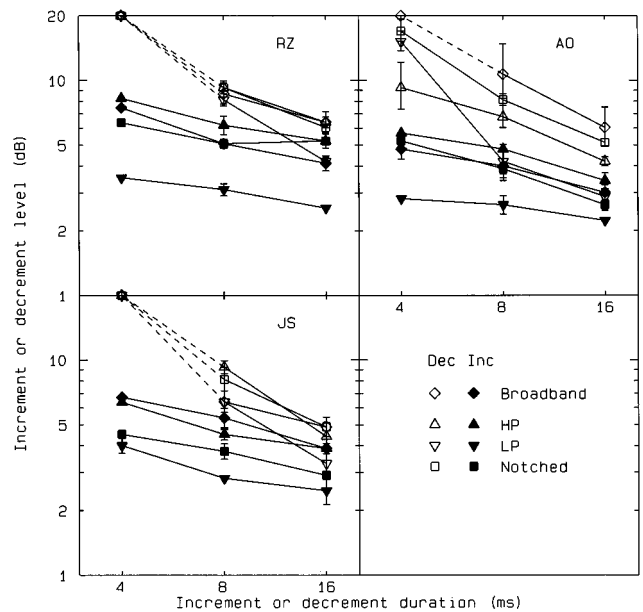 20
RZ
AO
10
5
2
1
JS
10
5
2
1
4
8
16
Dec Inc
Broadband
HP
LP
Notched
4
8
16
Increment or decrement duration (ms)
Increment or decrement level (dB)